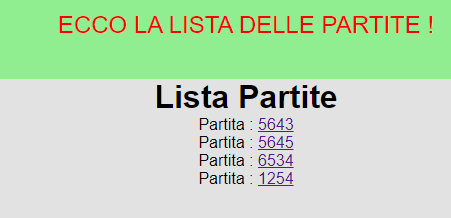 ECCO LA LISTA DELLE PARTITE !
Lista Partite
Partita : 5643
Partita : 5645
Partita : 6534
Partita : 1254